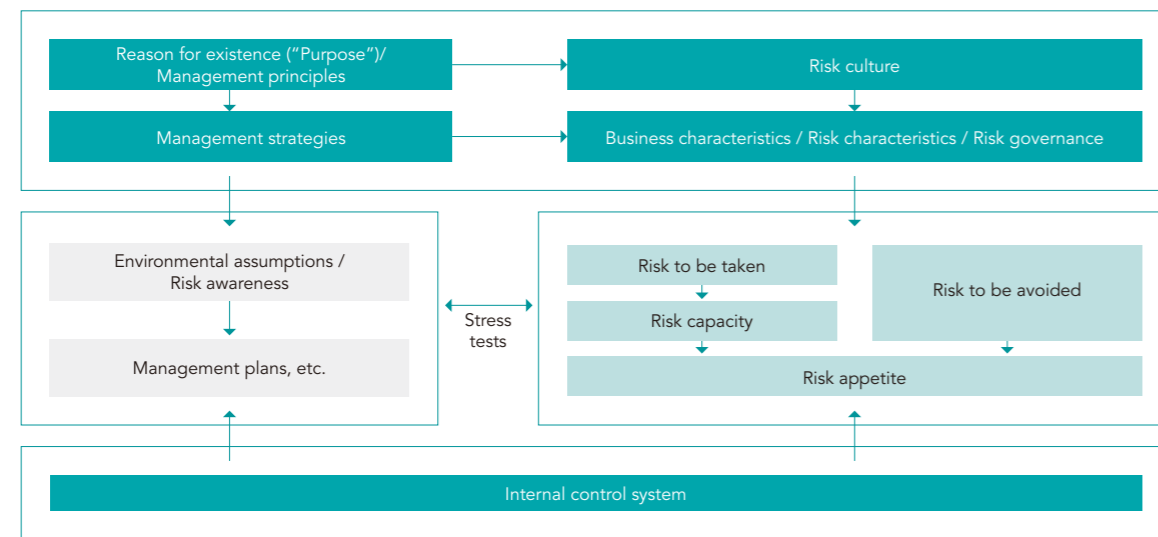 Reason for existence (“Purpose”)/
Management principles
Risk culture
Management strategies
Business characteristics / Risk characteristics / Risk governance
Environmental assumptions /
Risk awareness
Management plans, etc.
Stress
tests
Risk to be taken
Risk capacity
Risk to be avoided
Risk appetite
Internal control system